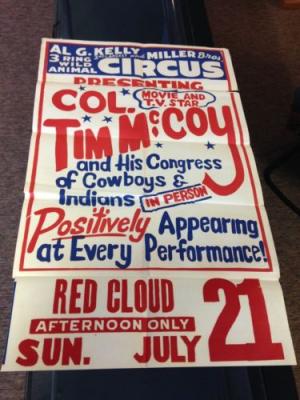 AL G. KELLY and MILLER Bros
3 RING
WILD
ANIMAL
CIRCUS
PRESENTING
COL. MOVIE AND
T.V. STAR
TIM McCOY
and His Congress
of Cowboys &
Indians IN PERSON
Positively Appearing
at Every Performance!
RED CLOUD
AFTERNOON ONLY
SUN. JULY 21